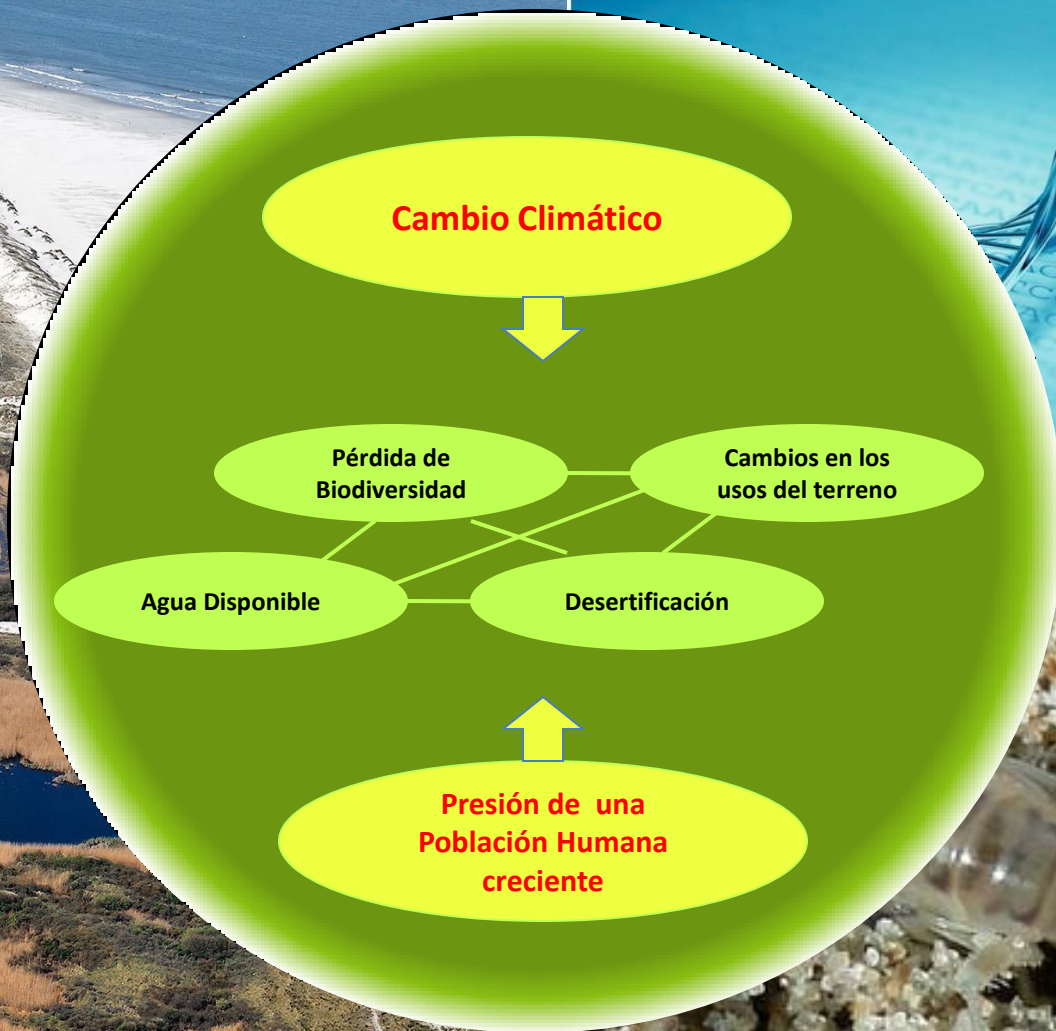 Cambio Climático
Pérdida de
Biodiversidad
Cambios en los
usos del terreno
Agua Disponible
Desertificación
Presión de una
Población Humana
creciente